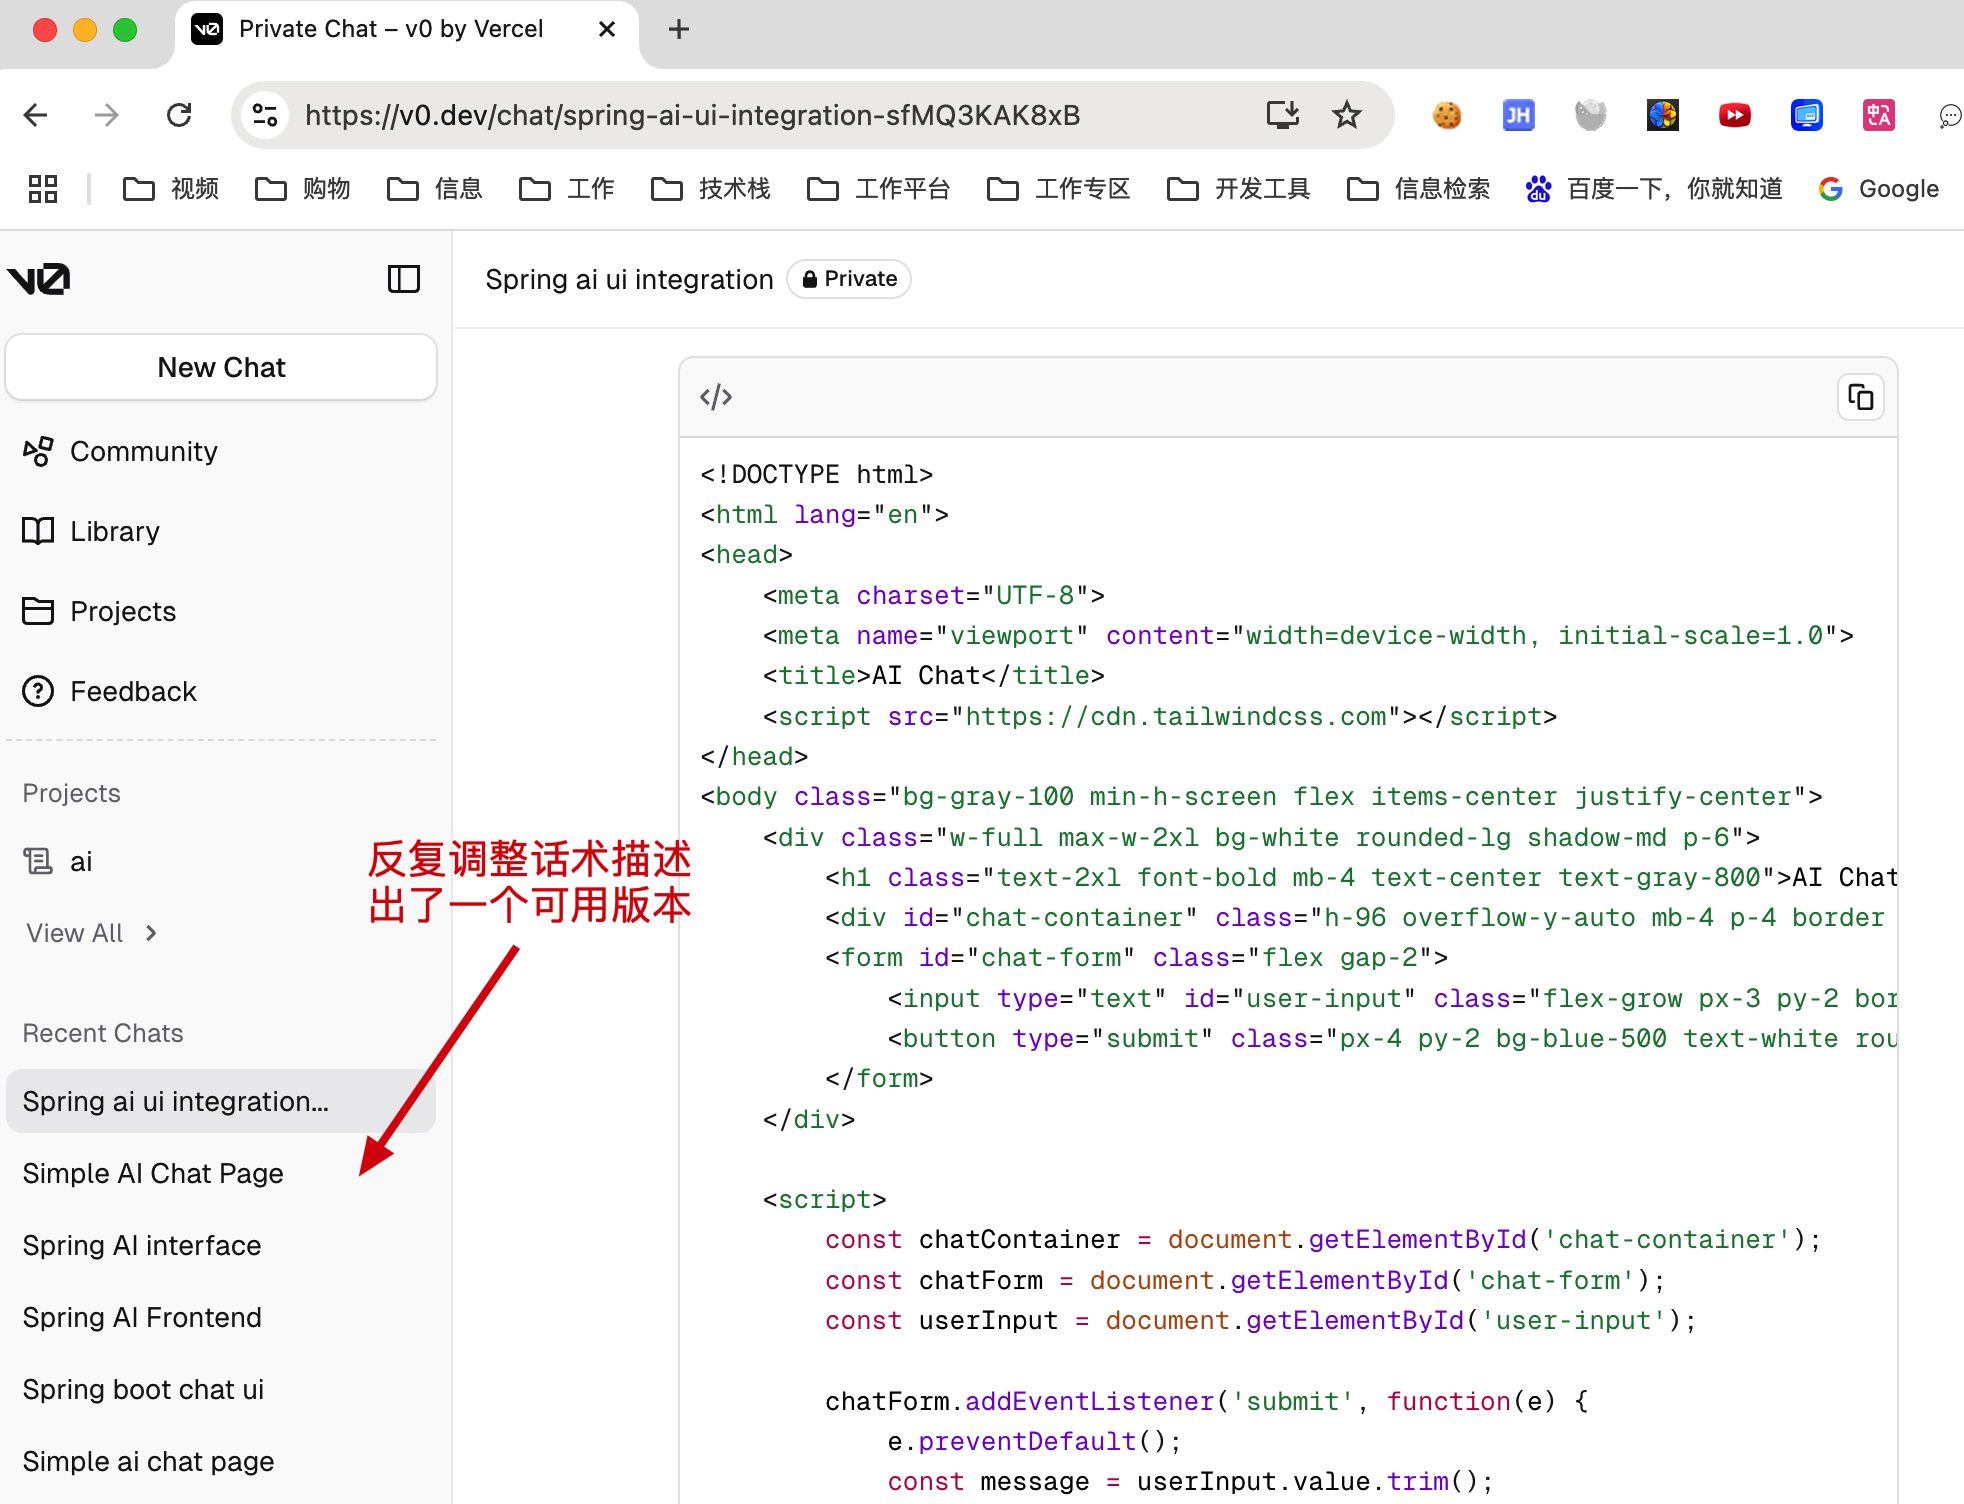 Private Chat – v0 by Vercel
https://v0.dev/chat/spring-ai-ui-integration-sfMQ3KAK8xB
JH
中A
视频
购物
信息
工作
技术栈
工作平台
工作专区
开发工具
信息检索
du
百度一下，你就知道
Google
v0
New Chat
Community
Library
Projects
Feedback
Projects
ai
View All
Recent Chats
Spring ai ui integration...
Simple AI Chat Page
Spring AI interface
Spring AI Frontend
Spring boot chat ui
Simple ai chat page
反复调整话术描述
出了一个可用版本
Spring ai ui integration
Private
</>
<!DOCTYPE html>
<html lang="en">
<head>
    <meta charset="UTF-8">
    <meta name="viewport" content="width=device-width, initial-scale=1.0">
    <title>AI Chat</title>
    <script src="https://cdn.tailwindcss.com"></script>
</head>
<body class="bg-gray-100 min-h-screen flex items-center justify-center">
    <div class="w-full max-w-2xl bg-white rounded-lg shadow-md p-6">
        <h1 class="text-2xl font-bold mb-4 text-center text-gray-800">AI Chat
        <div id="chat-container" class="h-96 overflow-y-auto mb-4 p-4 border
        <form id="chat-form" class="flex gap-2">
            <input type="text" id="user-input" class="flex-grow px-3 py-2 bor
            <button type="submit" class="px-4 py-2 bg-blue-500 text-white rou
        </form>
    </div>
    <script>
        const chatContainer = document.getElementById('chat-container');
        const chatForm = document.getElementById('chat-form');
        const userInput = document.getElementById('user-input');
        chatForm.addEventListener('submit', function(e) {
            e.preventDefault();
            const message = userInput.value.trim();